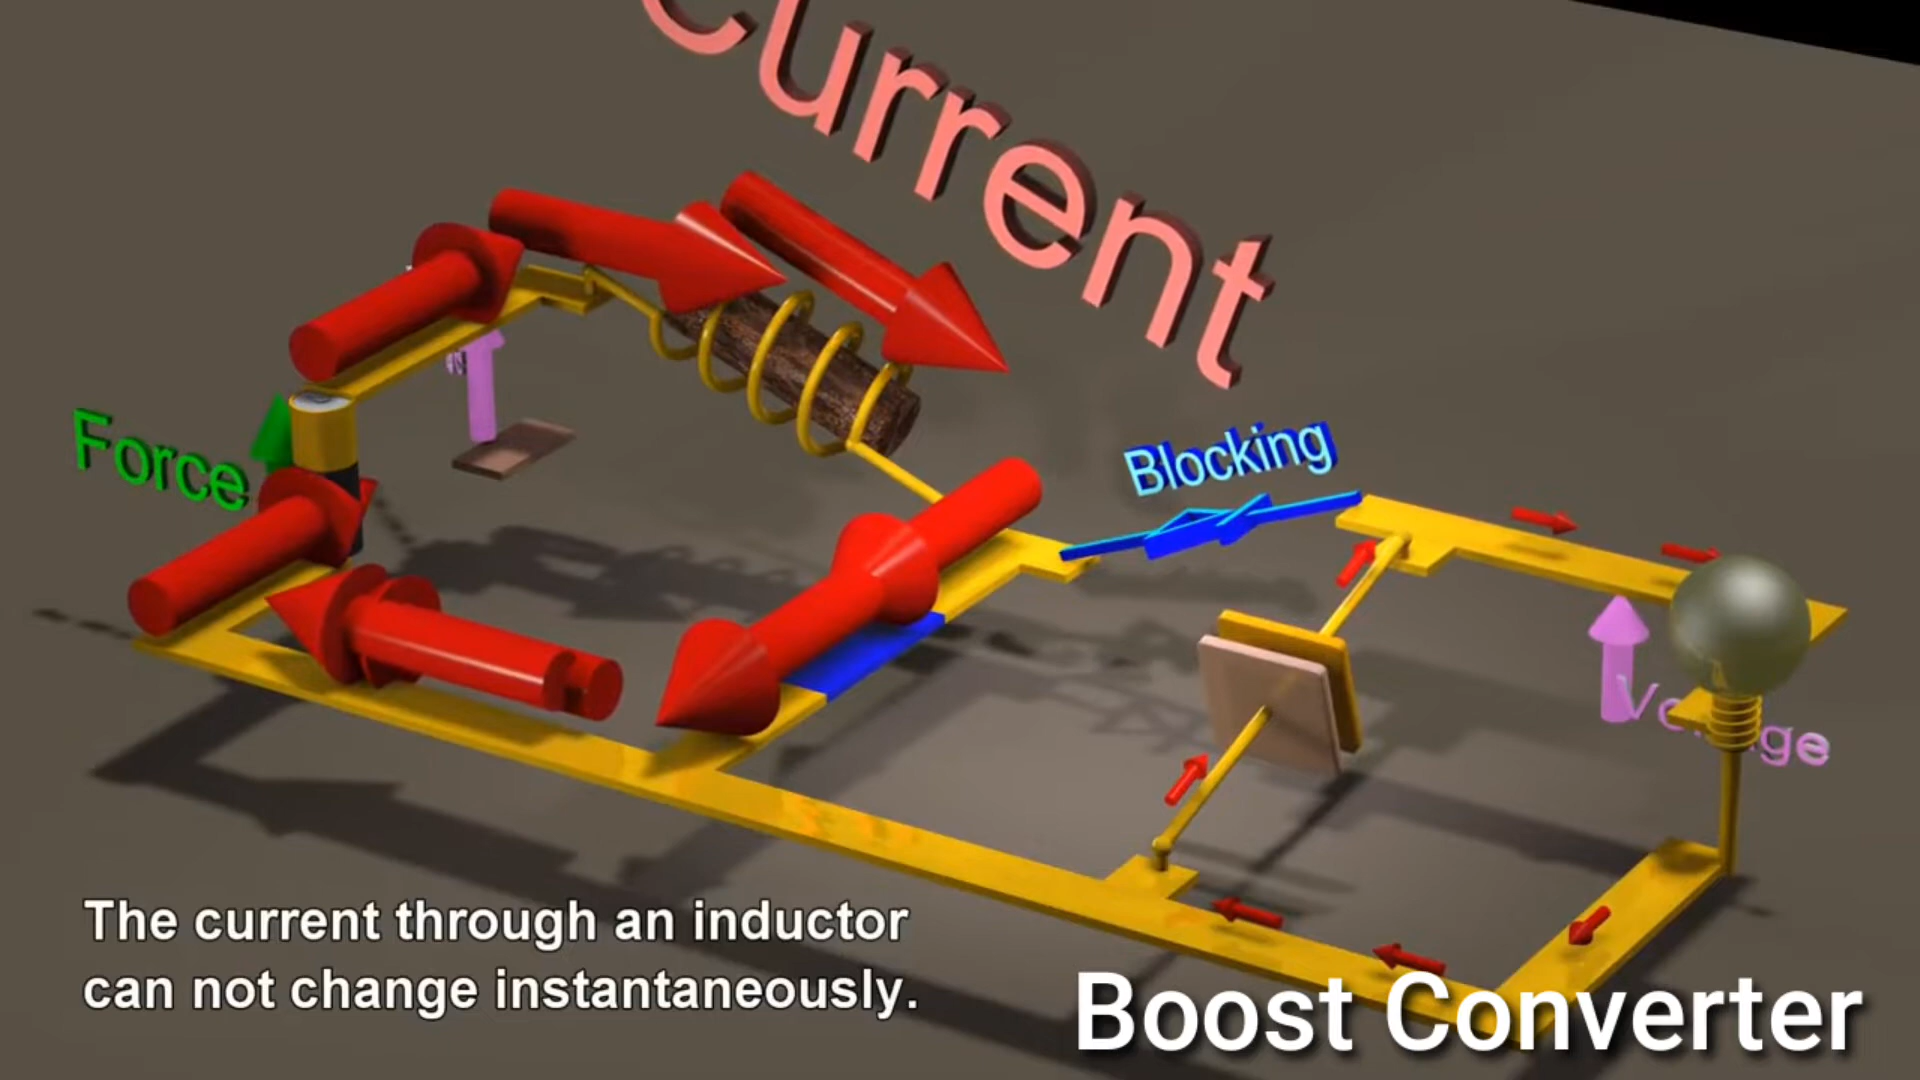 Current
Force
Blocking
The current through an inductor
can not change instantaneously.
Boost Converter